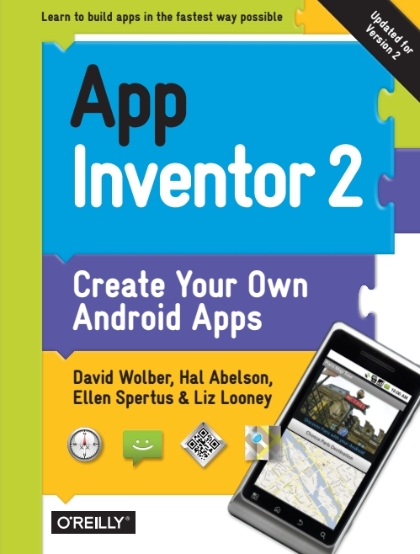 Learn to build apps in the fastest way possible
Updated for
Version 2
App
Inventor 2
Create Your Own
Android Apps
David Wolber, Hal Abelson,
Ellen Spertus & Liz Looney
O'REILLY®